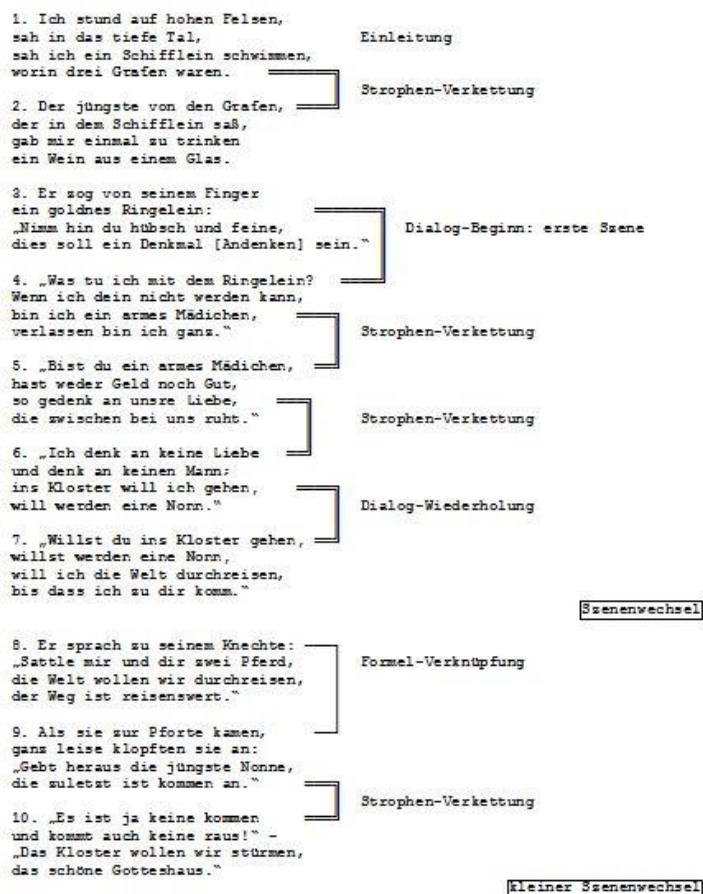 1. Ich stund auf hohen Felsen,
sah in das tiefe Tal, Einleitung
sah ich ein Schifflein schwimmen,
worin drei Grafen waren.
Strophen-Verkettung
2. Der jüngste von den Grafen,
der in dem Schifflein saß,
gab mir einmal zu trinken
ein Wein aus einem Glas.
3. Er zog von seinem Finger
ein goldnes Ringelein:
„Nimm hin du hübsch und feine, Dialog-Beginn: erste Szene
dies soll ein Denkmal [Andenken] sein.“
4. „Was tu ich mit dem Ringelein?
Wenn ich dein nicht werden kann,
bin ich ein armes Mädichen,
verlassen bin ich ganz.“ Strophen-Verkettung
5. „Bist du ein armes Mädichen,
hast weder Geld noch Gut,
so gedenk an unsre Liebe,
die zwischen bei uns ruht.“ Strophen-Verkettung
6. „Ich denk an keine Liebe
und denk an keinen Mann;
ins Kloster will ich gehen,
will werden eine Nonn.“ Dialog-Wiederholung
7. „Willst du ins Kloster gehen,
willst werden eine Nonn,
will ich die Welt durchreisen,
bis dass ich zu dir komm.“
Szenenwechsel
8. Er sprach zu seinem Knechte:
„Sattle mir und dir zwei Pferd, Formel-Verknüpfung
die Welt wollen wir durchreisen,
der Weg ist reisenswert.“
9. Als sie zur Pforte kamen,
ganz leise klopften sie an:
„Gebt heraus die jüngste Nonne,
die zuletzt ist kommen an.“
Strophen-Verkettung
10. „Es ist ja keine kommen
und kommt auch keine raus!“ –
„Das Kloster wollen wir stürmen,
das schöne Gotteshaus.“
kleiner Szenenwechsel